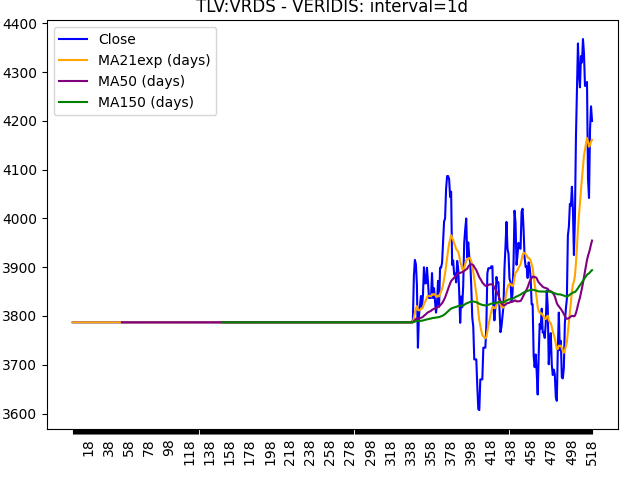 TLV:VRDS - VERIDIS: interval=1d
4400
4300
4200
4100
4000
3900
3800
3700
3600
Close
MA21exp (days)
MA50 (days)
MA150 (days)
18 38 58 78 98 118 138 158 178 198 218 238 258 278 298 318 338 358 378 398 418 438 458 478 498 518